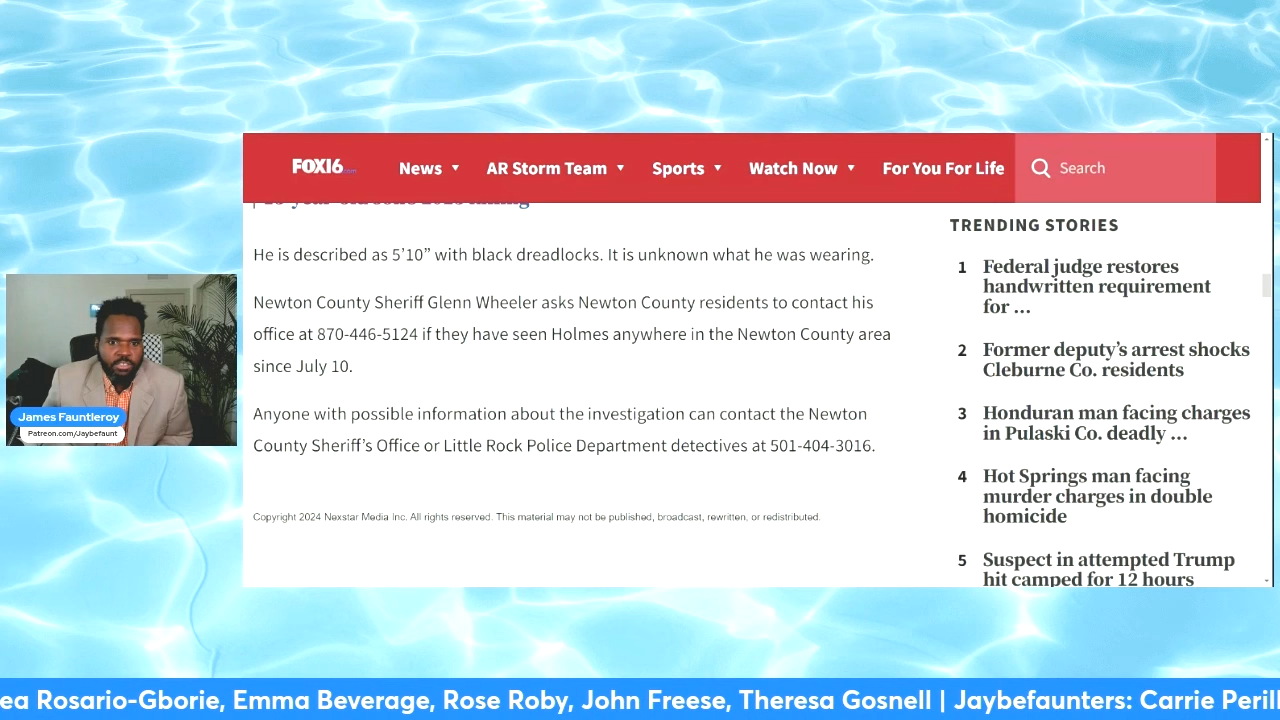 FOX16.com
News
AR Storm Team
Sports
Watch Now
For You For Life
Search
He is described as 5’10” with black dreadlocks. It is unknown what he was wearing.
Newton County Sheriff Glenn Wheeler asks Newton County residents to contact his
office at 870-446-5124 if they have seen Holmes anywhere in the Newton County area
since July 10.
Anyone with possible information about the investigation can contact the Newton
County Sheriff’s Office or Little Rock Police Department detectives at 501-404-3016.
Copyright 2024 Nexstar Media Inc. All rights reserved. This material may not be published, broadcast, rewritten, or redistributed.
TRENDING STORIES
1 Federal judge restores
handwritten requirement
for ...
2 Former deputy’s arrest shocks
Cleburne Co. residents
3 Honduran man facing charges
in Pulaski Co. deadly ...
4 Hot Springs man facing
murder charges in double
homicide
5 Suspect in attempted Trump
hit camped for 12 hours
James Fauntleroy
Patreon.com/Jaybefaunt
ea Rosario-Gborie, Emma Beverage, Rose Roby, John Freese, Theresa Gosnell | Jaybefaunters: Carrie Perill